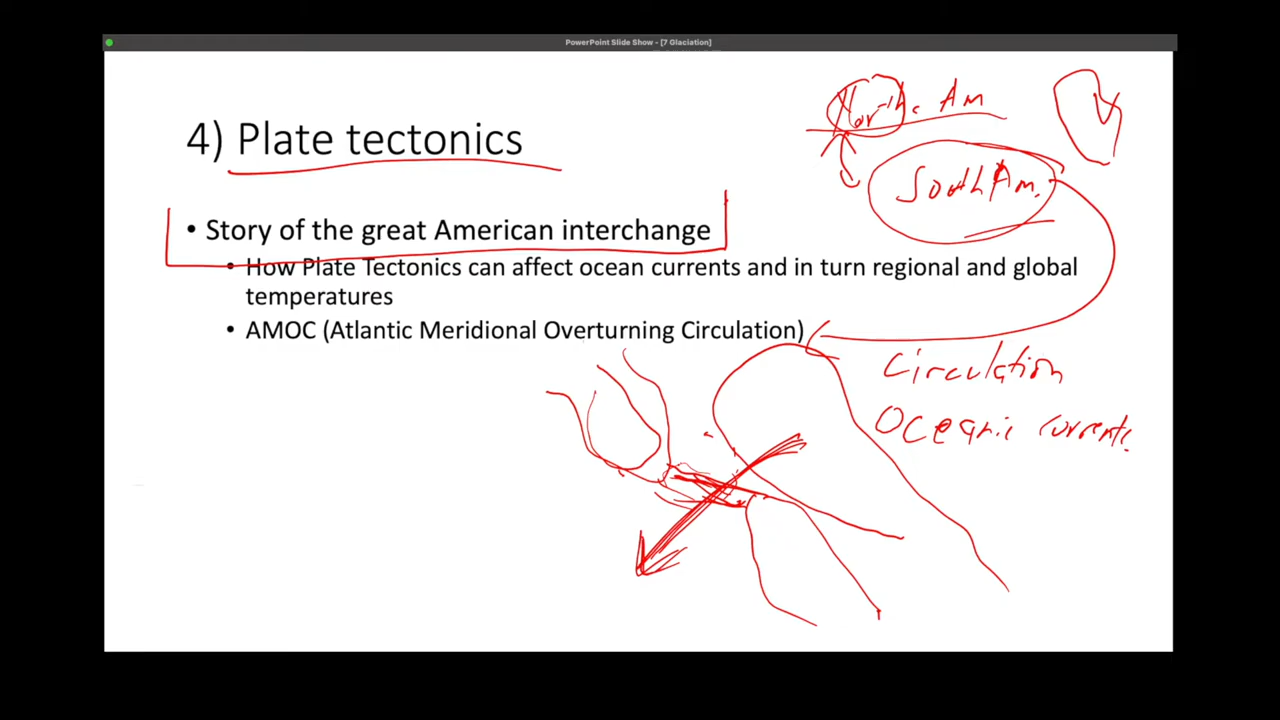 PowerPoint Slide Show - [7 Glaciation]
North. Am
4) Plate tectonics
South Am.
• Story of the great American interchange
• How Plate Tectonics can affect ocean currents and in turn regional and global
temperatures
• AMOC (Atlantic Meridional Overturning Circulation)
Circulation
Oceanic currents